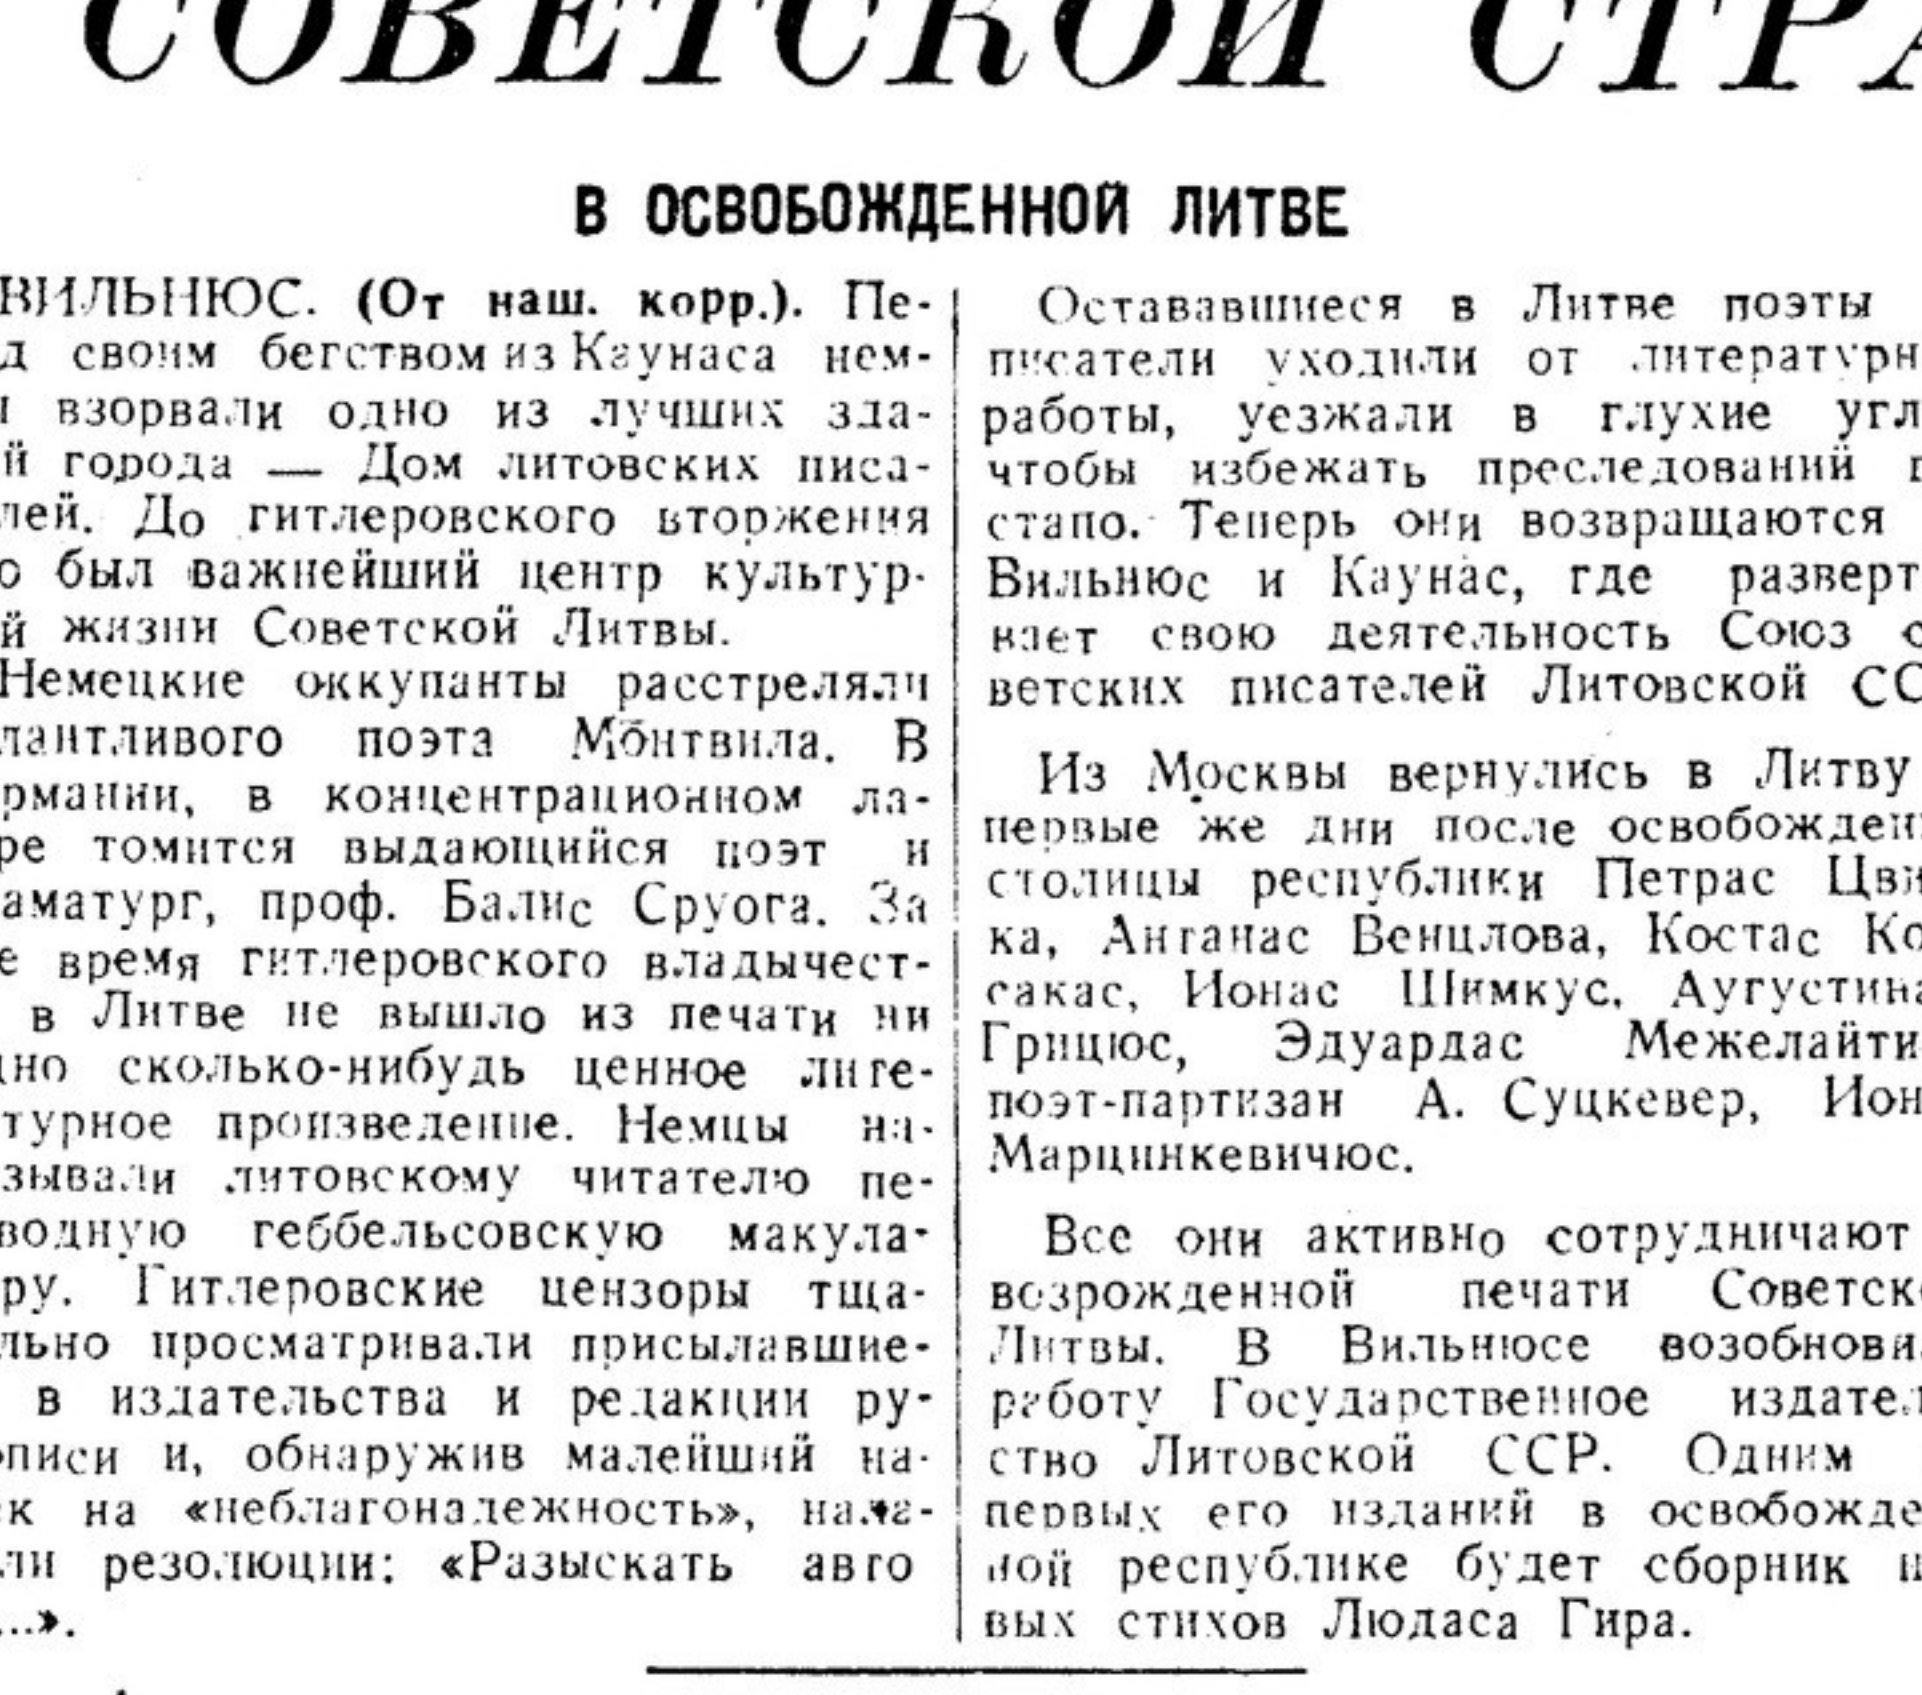 СОВЕТСКОЙ СТРА
В ОСВОБОЖДЕННОЙ ЛИТВЕ
ВИЛЬНЮС. (От наш. корр.). Пе-
д своим бегством из Каунаса нем-
взорвали одно из лучших зда-
й города — Дом литовских писа-
лей. До гитлеровского вторжения
о был важнейший центр культур-
й жизни Советской Литвы.
Немецкие оккупанты расстреляли
лантливого поэта Монтвила. В
рмании, в концентрационном ла-
ре томится выдающийся поэт и
аматург, проф. Балис Сруога. За
е время гитлеровского владычест-
в Литве не вышло из печати ни
дно сколько-нибудь ценное лите-
турное произведение. Немцы на-
зывали литовскому читателю пе-
водную геббельсовскую макула-
ру. Гитлеровские цензоры тща-
льно просматривали присылавшие-
в издательства и редакции ру-
описи и, обнаружив малейший на-
к на «неблагонадежность», нала-
ли резолюции: «Разыскать авто
...».
Остававшиеся в Литве поэты
писатели уходили от литературн
работы, уезжали в глухие угл
чтобы избежать преследований г
стапо. Теперь они возвращаются
Вильнюс и Каунас, где разверт
вает свою деятельность Союз с
ветских писателей Литовской СС
Из Москвы вернулись в Литву
первые же дни после освобожден
столицы республики Петрас Цви
ка, Антанас Венцлова, Костас Ко
сакас, Ионас Шимкус, Аугустина
Грицюс, Эдуардас Межелайти
поэт-партизан А. Суцкевер, Ион
Марцинкевичюс.
Все они активно сотрудничают
возрожденной печати Советск
Литвы. В Вильнюсе возобнови
работу Государственное издател
ство Литовской ССР. Одним
первых его изданий в освобожде
ной республике будет сборник н
вых стихов Людаса Гира.